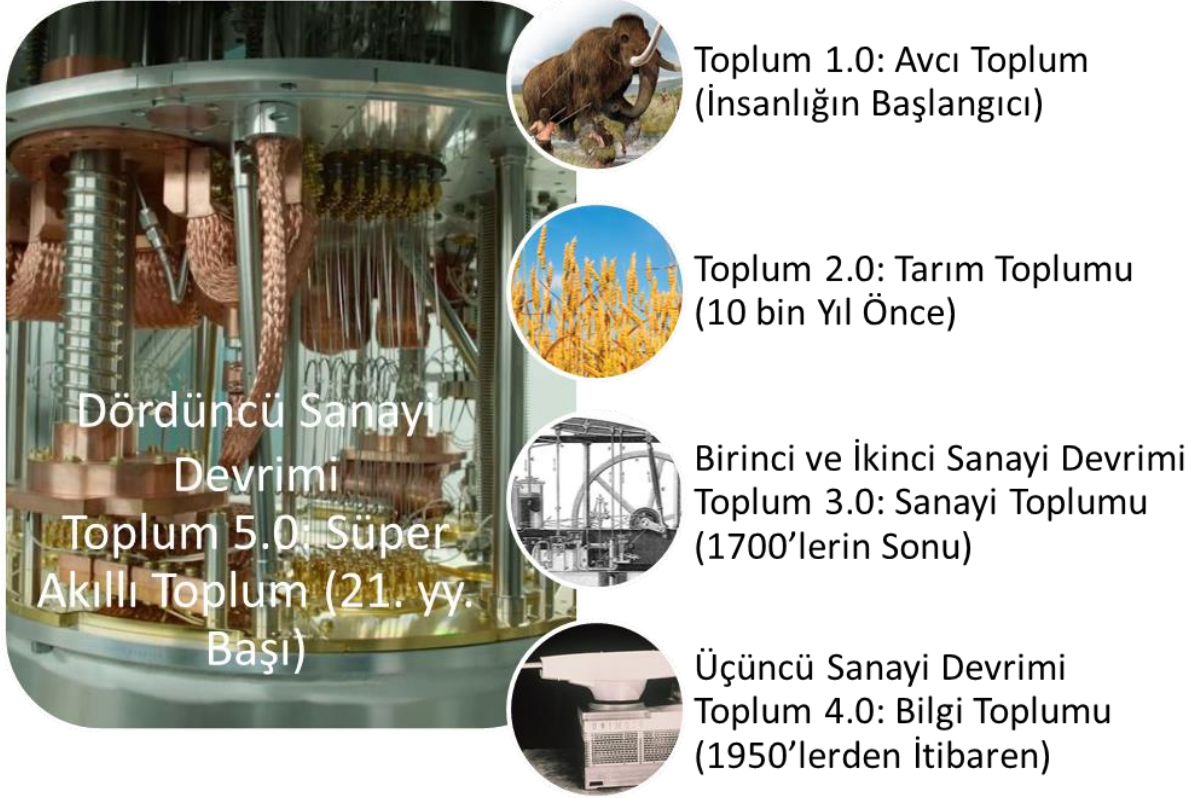 Toplum 1.0: Avcı Toplum
(İnsanlığın Başlangıcı)
Toplum 2.0: Tarım Toplumu
(10 bin Yıl Önce)
Birinci ve İkinci Sanayi Devrimi
Toplum 3.0: Sanayi Toplumu
(1700’lerin Sonu)
Üçüncü Sanayi Devrimi
Toplum 4.0: Bilgi Toplumu
(1950’lerden İtibaren)
Dördüncü Sanayi
Devrimi
Toplum 5.0: Süper
Akıllı Toplum (21. yy.
Başı)